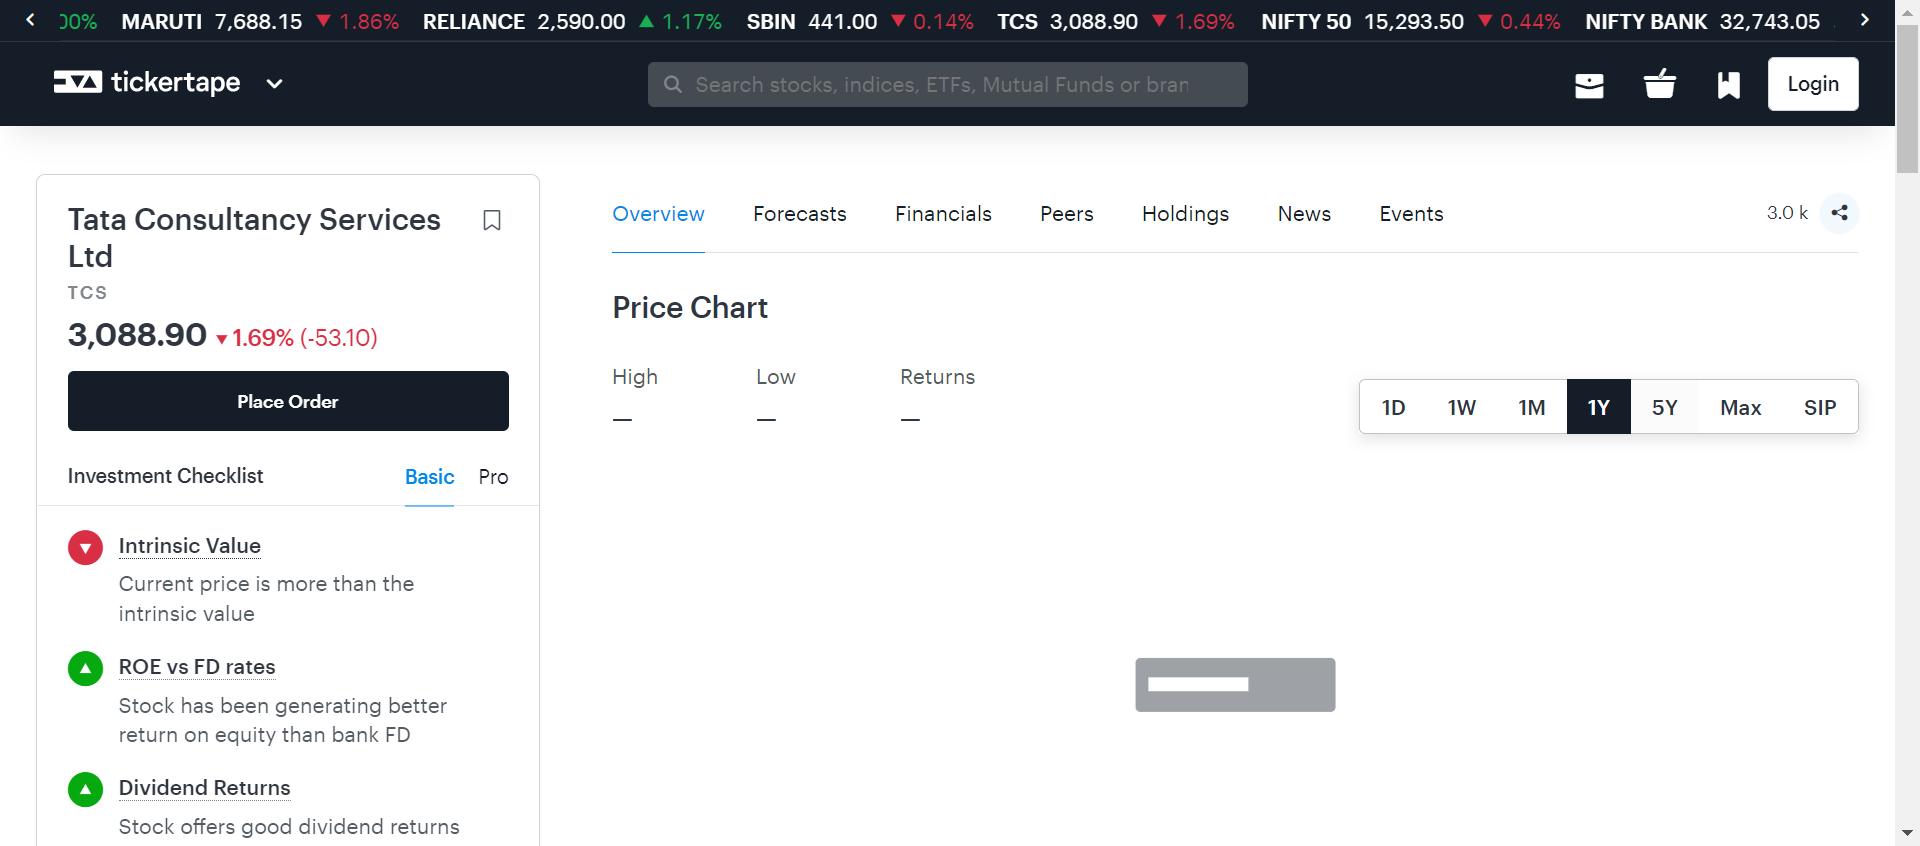 00% MARUTI 7,688.15 ▼ 1.86% RELIANCE 2,590.00 ▲ 1.17% SBIN 441.00 ▼ 0.14% TCS 3,088.90 ▼ 1.69% NIFTY 50 15,293.50 ▼ 0.44% NIFTY BANK 32,743.05
tickertape
Search stocks, indices, ETFs, Mutual Funds or bran
Login
Tata Consultancy Services
Ltd
TCS
3,088.90 ▼ 1.69% (-53.10)
Place Order
Investment Checklist Basic Pro
Intrinsic Value
Current price is more than the
intrinsic value
ROE vs FD rates
Stock has been generating better
return on equity than bank FD
Dividend Returns
Stock offers good dividend returns
Overview Forecasts Financials Peers Holdings News Events 3.0 k
Price Chart
High Low Returns
— — —
1D 1W 1M 1Y 5Y Max SIP